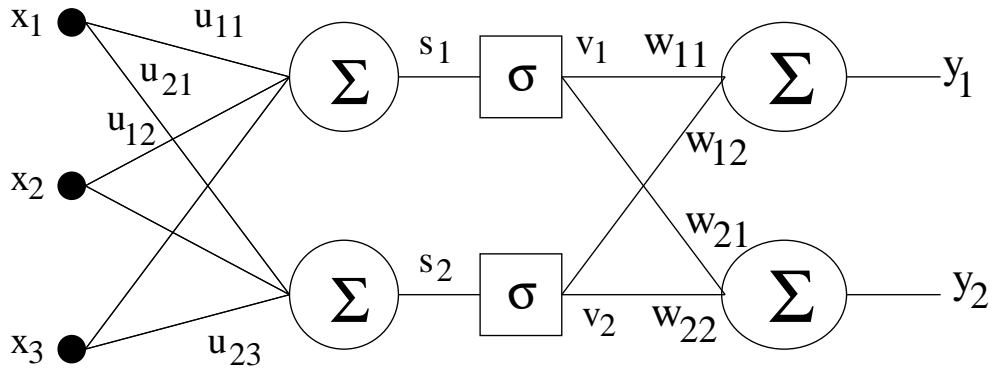 x₁ u₁₁ Σ s₁ σ v₁ w₁₁ Σ y₁
u₂₁
u₁₂ w₁₂
x₂
w₂₁
Σ s₂ σ v₂ w₂₂ Σ y₂
x₃ u₂₃